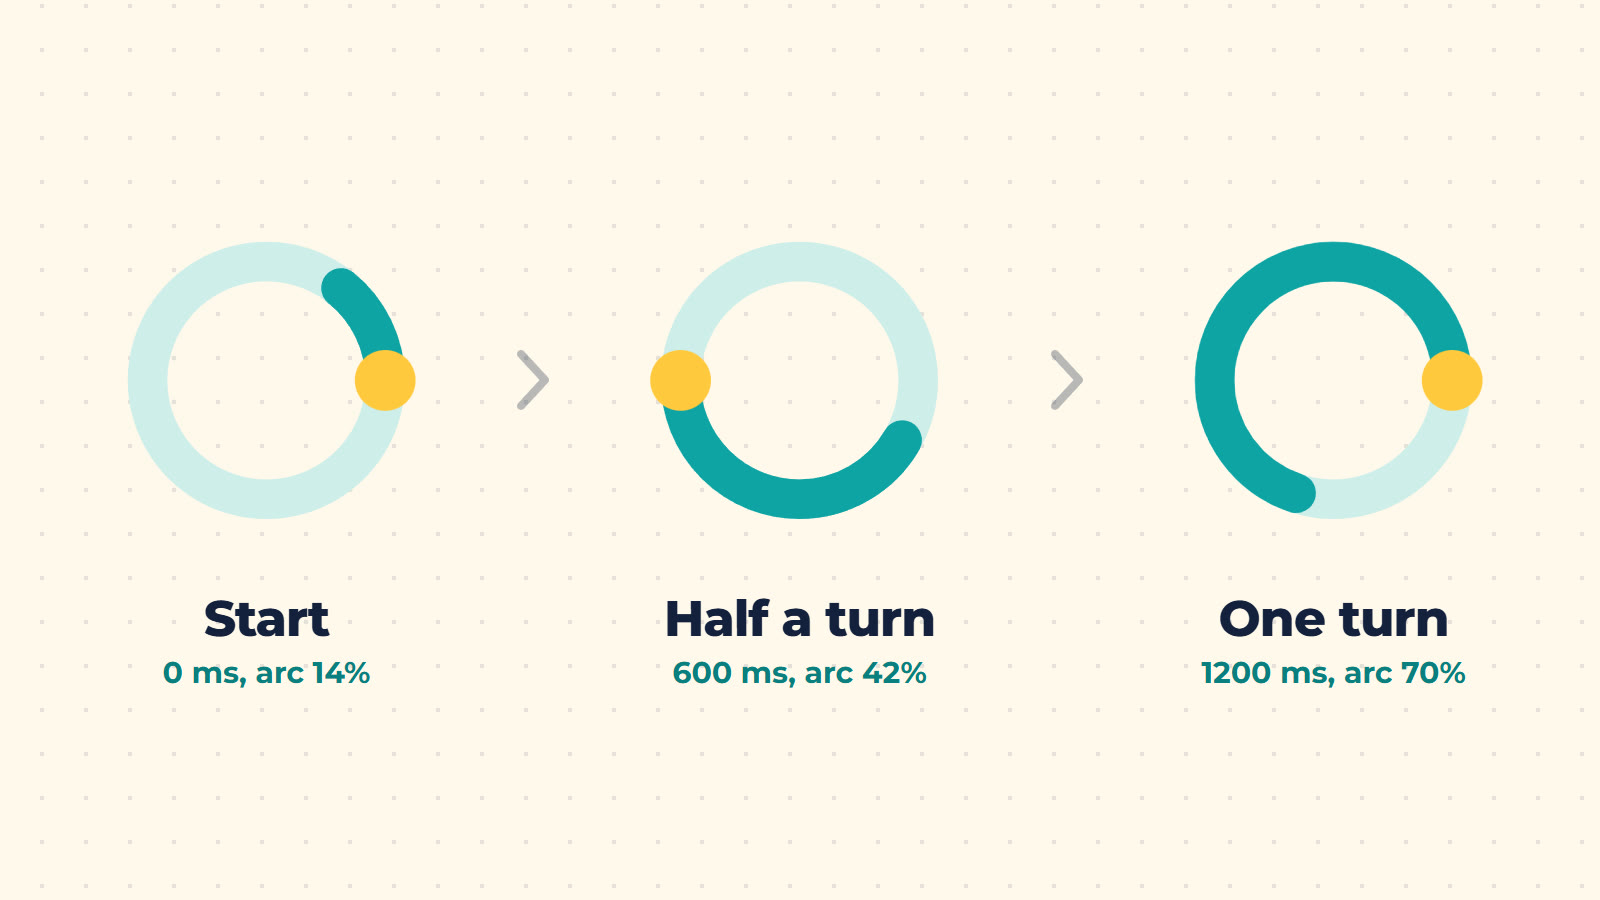 Start
0 ms, arc 14%
Half a turn
600 ms, arc 42%
One turn
1200 ms, arc 70%